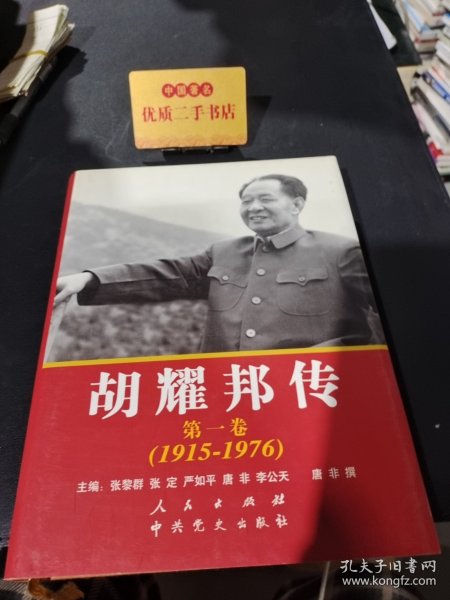 中国著名
优质二手书店
胡耀邦传
第一卷
(1915-1976)
主编：张黎群 张 定 严如平 唐 非 李公天 唐 非 撰
人民出版社
中共党史出版社
孔夫子旧书网
www.kongfz.com